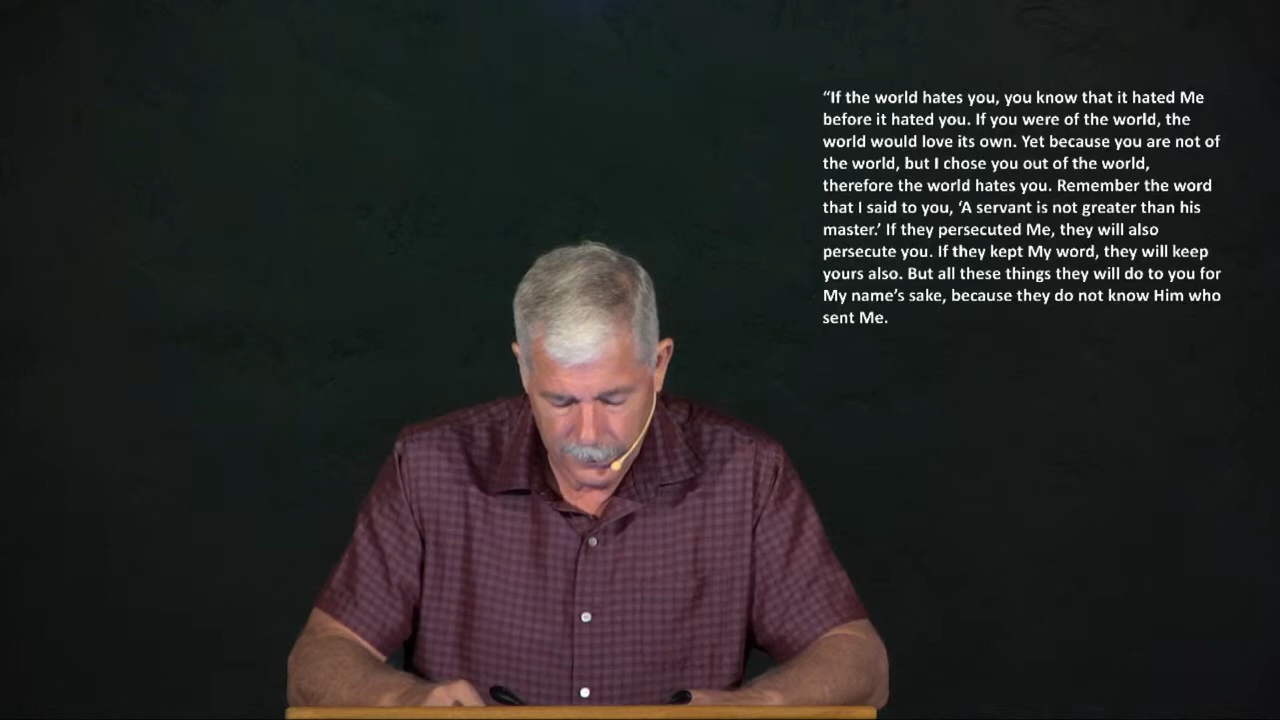 “If the world hates you, you know that it hated Me
before it hated you. If you were of the world, the
world would love its own. Yet because you are not of
the world, but I chose you out of the world,
therefore the world hates you. Remember the word
that I said to you, ‘A servant is not greater than his
master.’ If they persecuted Me, they will also
persecute you. If they kept My word, they will keep
yours also. But all these things they will do to you for
My name’s sake, because they do not know Him who
sent Me.